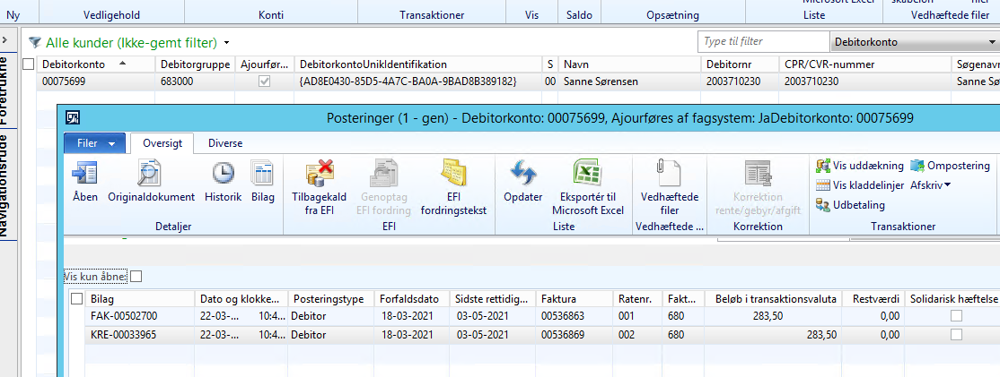 Microsoft Excel skabelon filer
Ny Vedligehold Konti Transaktioner Vis Saldo Opsætning Liste Vedhæftede filer
Alle kunder (Ikke-gemt filter)
Type til filter Debitorkonto
Debitorkonto Debitorgruppe Ajourfør... DebitorkontoUnikIdentifikation S Navn Debitornr CPR/CVR-nummer Søgenavn
00075699 683000 {AD8E0430-85D5-4A7C-BA0A-9BAD8B389182} 00 Sanne Sørensen 2003710230 2003710230 Sanne Sø
Foretrukne
Navigationsrude
Posteringer (1 - gen) - Debitorkonto: 00075699, Ajourføres af fagsystem: JaDebitorkonto: 00075699
Filer Oversigt Diverse
Åben
Originaldokument
Historik
Bilag
Detaljer
Tilbagekald
fra EFI
Genoptag
EFI fordring
EFI
fordringstekst
EFI
Opdater
Eksportér til
Microsoft Excel
Liste
Vedhæftede
filer
Vedhæftede ...
Korrektion
rente/gebyr/afgift
Korrektion
Vis uddækning Ompostering
Vis kladdelinjer Afskriv
Udbetaling
Transaktioner
Vis kun åbne:
Bilag Dato og klokke... Posteringstype Forfaldsdato Sidste rettidig... Faktura Ratenr. Fakt... Beløb i transaktionsvaluta Restværdi Solidarisk hæftelse
FAK-00502700 22-03-... 10:4... Debitor 18-03-2021 03-05-2021 00536863 001 680 283,50 0,00
KRE-00033965 22-03-... 10:4... Debitor 18-03-2021 03-05-2021 00536869 002 680 283,50 0,00